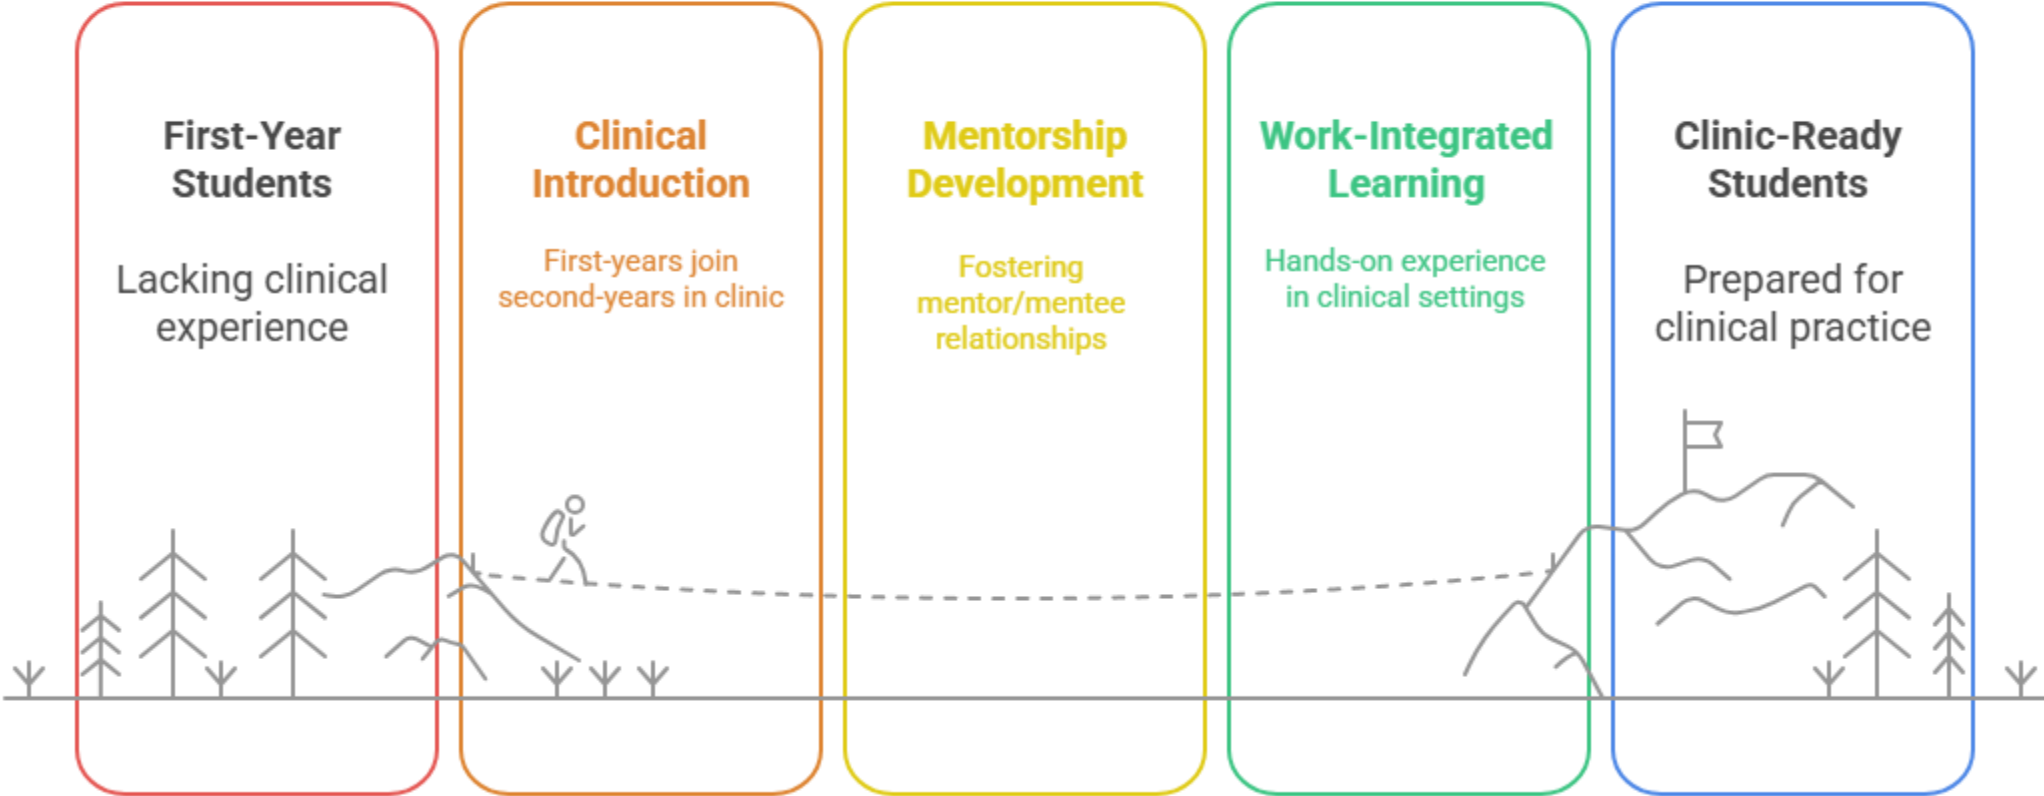 First-Year
Students
Lacking clinical
experience
Clinical
Introduction
First-years join
second-years in clinic
Mentorship
Development
Fostering
mentor/mentee
relationships
Work-Integrated
Learning
Hands-on experience
in clinical settings
Clinic-Ready
Students
Prepared for
clinical practice